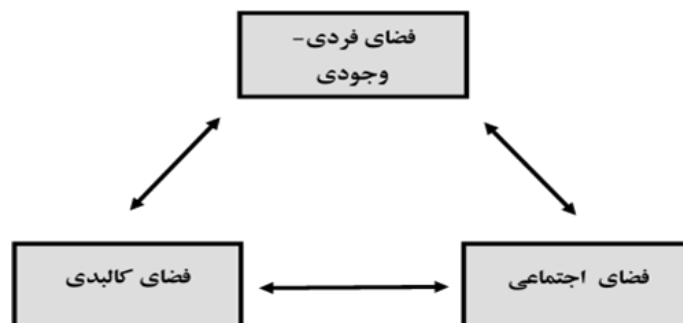 فضای فردی-
وجودی
فضای اجتماعی
فضای کالبدی